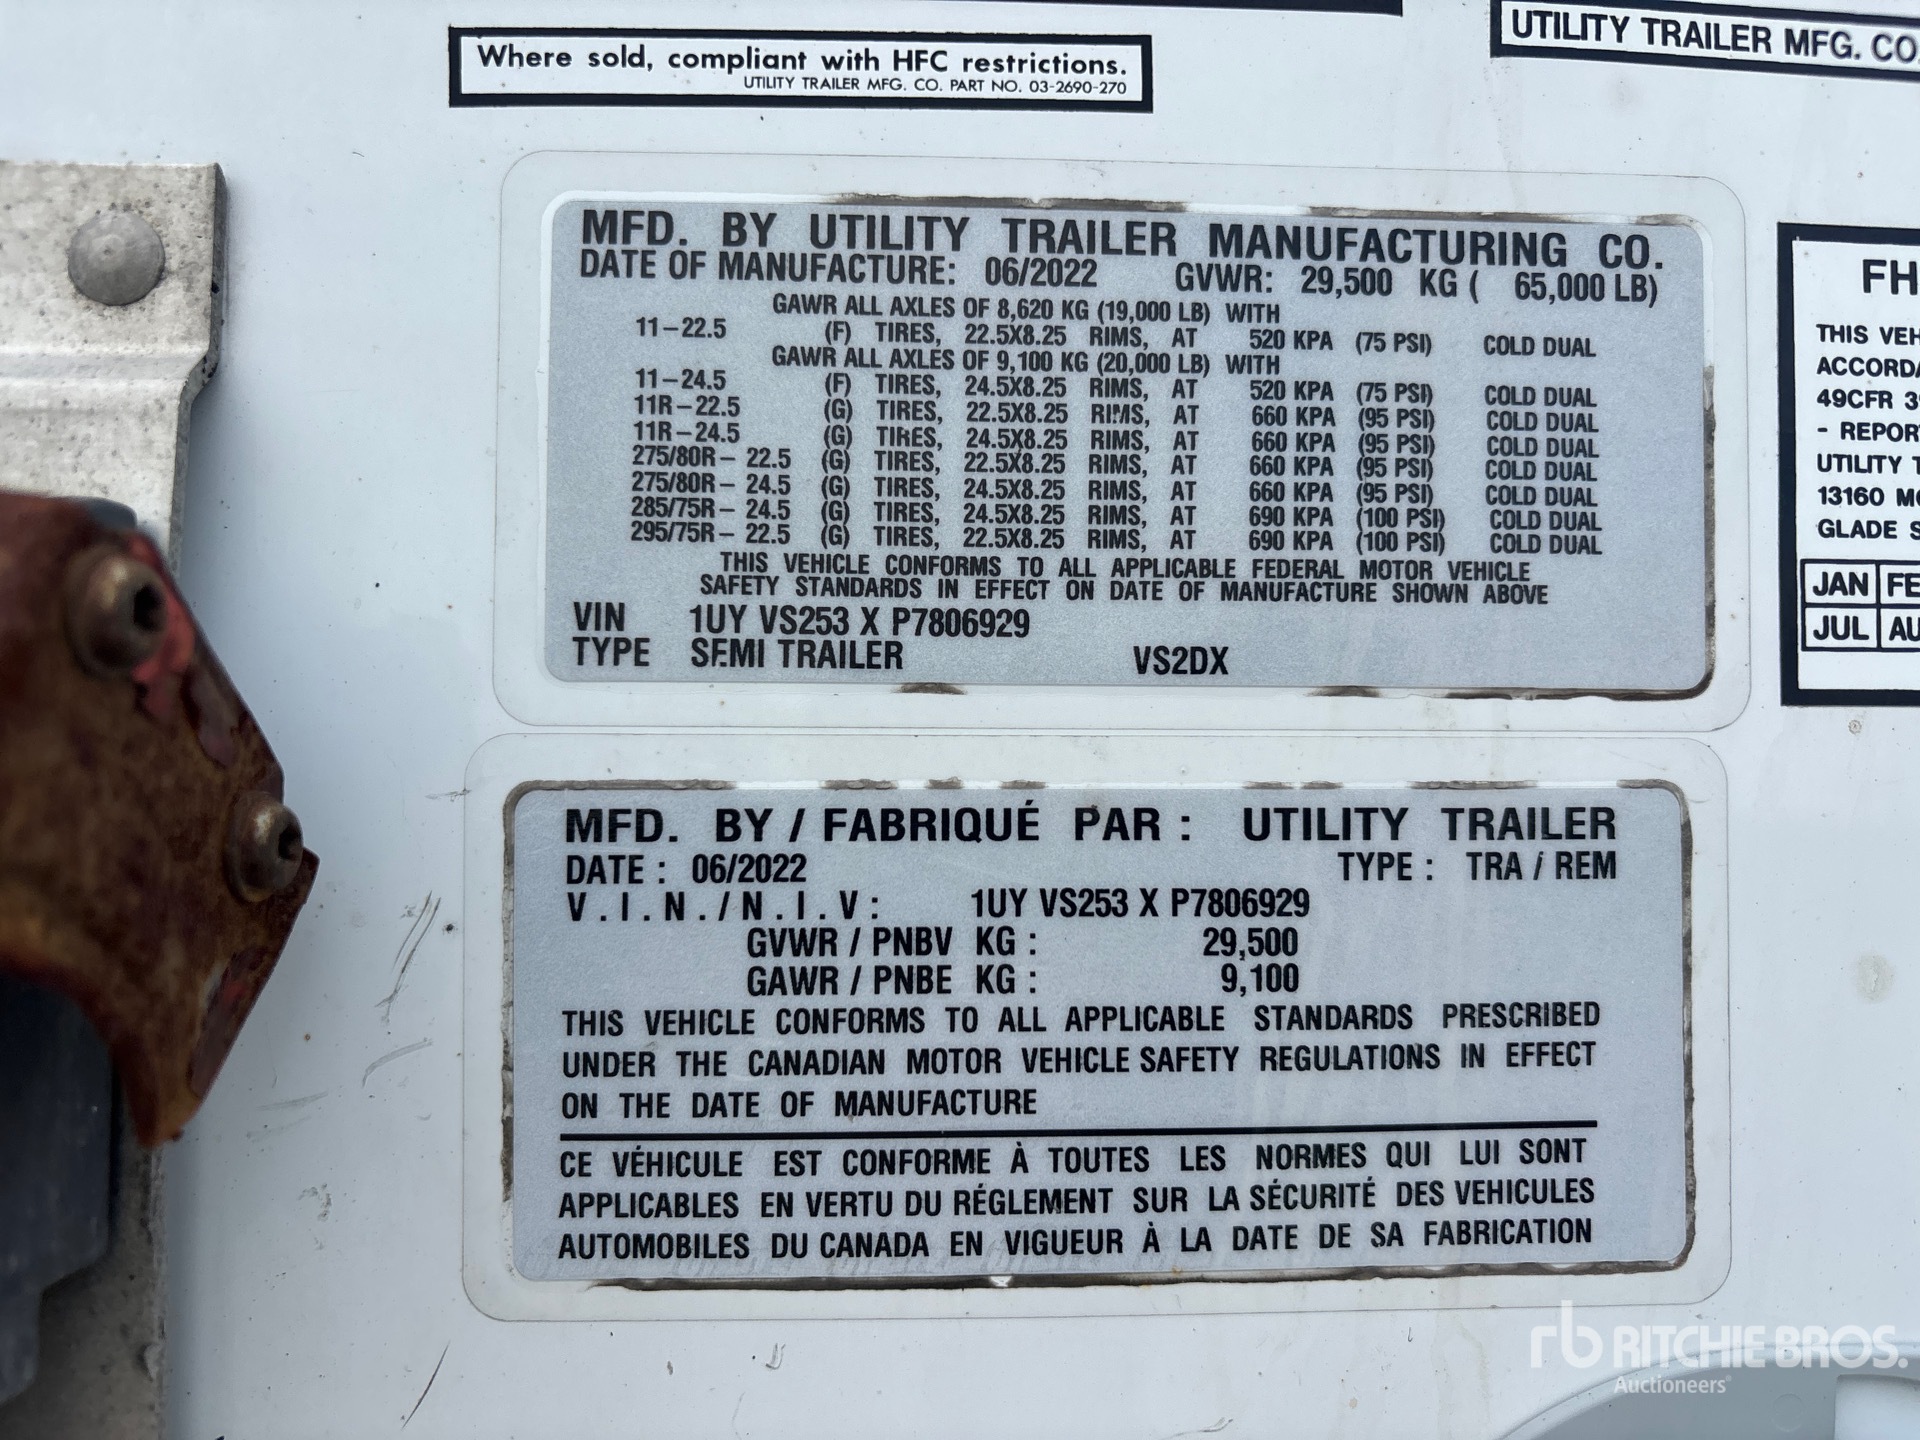 Where sold, compliant with HFC restrictions.
UTILITY TRAILER MFG. CO. PART NO. 03-2690-270
UTILITY TRAILER MFG. CO.
MFD. BY UTILITY TRAILER MANUFACTURING CO.
DATE OF MANUFACTURE: 06/2022 GVWR: 29,500 KG ( 65,000 LB)
GAWR ALL AXLES OF 8,620 KG (19,000 LB) WITH
11-22.5 (F) TIRES, 22.5X8.25 RIMS, AT 520 KPA (75 PSI) COLD DUAL
GAWR ALL AXLES OF 9,100 KG (20,000 LB) WITH
11-24.5 (F) TIRES, 24.5X8.25 RIMS, AT 520 KPA (75 PSI) COLD DUAL
11R-22.5 (G) TIRES, 22.5X8.25 RIMS, AT 660 KPA (95 PSI) COLD DUAL
11R-24.5 (G) TIRES, 24.5X8.25 RIMS, AT 660 KPA (95 PSI) COLD DUAL
275/80R- 22.5 (G) TIRES, 22.5X8.25 RIMS, AT 660 KPA (95 PSI) COLD DUAL
275/80R- 24.5 (G) TIRES, 24.5X8.25 RIMS, AT 660 KPA (95 PSI) COLD DUAL
285/75R- 24.5 (G) TIRES, 24.5X8.25 RIMS, AT 690 KPA (100 PSI) COLD DUAL
295/75R- 22.5 (G) TIRES, 22.5X8.25 RIMS, AT 690 KPA (100 PSI) COLD DUAL
THIS VEHICLE CONFORMS TO ALL APPLICABLE FEDERAL MOTOR VEHICLE
SAFETY STANDARDS IN EFFECT ON DATE OF MANUFACTURE SHOWN ABOVE
VIN 1UY VS253 X P7806929
TYPE SEMI TRAILER VS2DX
FH
THIS VEH
ACCORDA
49CFR 3
- REPOR
UTILITY T
13160 M
GLADE S
JAN FE
JUL AU
MFD. BY / FABRIQUÉ PAR : UTILITY TRAILER
DATE : 06/2022 TYPE : TRA / REM
V.I.N./N.I.V: 1UY VS253 X P7806929
GVWR / PNBV KG : 29,500
GAWR / PNBE KG : 9,100
THIS VEHICLE CONFORMS TO ALL APPLICABLE STANDARDS PRESCRIBED
UNDER THE CANADIAN MOTOR VEHICLE SAFETY REGULATIONS IN EFFECT
ON THE DATE OF MANUFACTURE
CE VÉHICULE EST CONFORME À TOUTES LES NORMES QUI LUI SONT
APPLICABLES EN VERTU DU RÉGLEMENT SUR LA SÉCURITÉ DES VEHICULES
AUTOMOBILES DU CANADA EN VIGUEUR À LA DATE DE SA FABRICATION
rb RITCHIE BROS.
Auctioneers